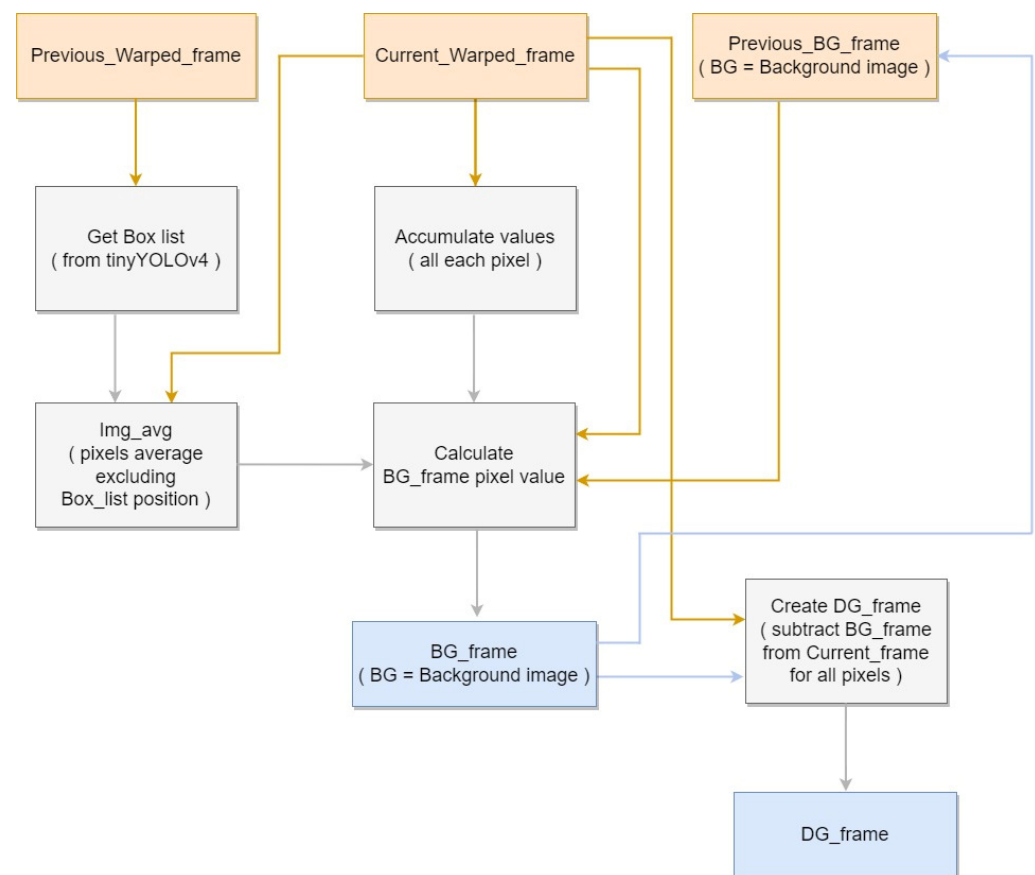 Previous_Warped_frame
Current_Warped_frame
Previous_BG_frame
( BG = Background image )
Get Box list
( from tinyYOLOv4 )
Accumulate values
( all each pixel )
Img_avg
( pixels average
excluding
Box_list position )
Calculate
BG_frame pixel value
BG_frame
( BG = Background image )
Create DG_frame
( subtract BG_frame
from Current_frame
for all pixels )
DG_frame